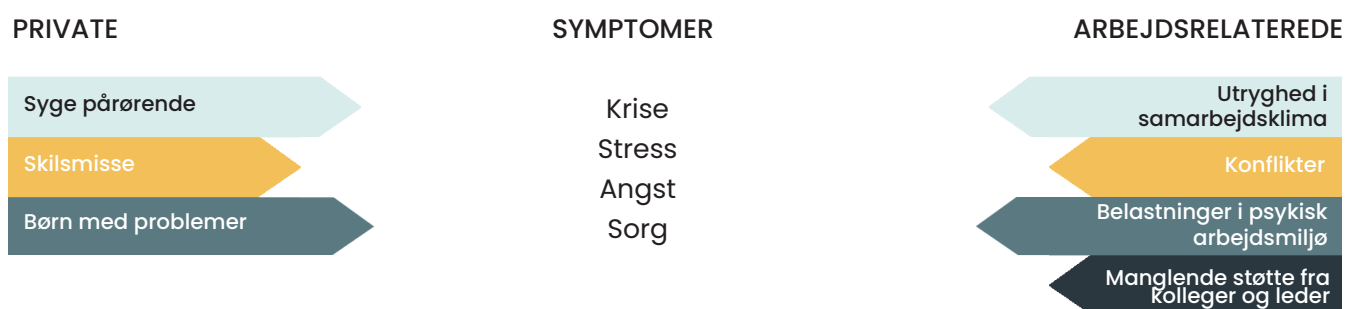 PRIVATE
SYMPTOMER
ARBEJDSRELATEREDE
Syge pårørende
Skilsmisse
Børn med problemer
Krise
Stress
Angst
Sorg
Utryghed i
samarbejdsklima
Konflikter
Belastninger i psykisk
arbejdsmiljø
Manglende støtte fra
kolleger og leder